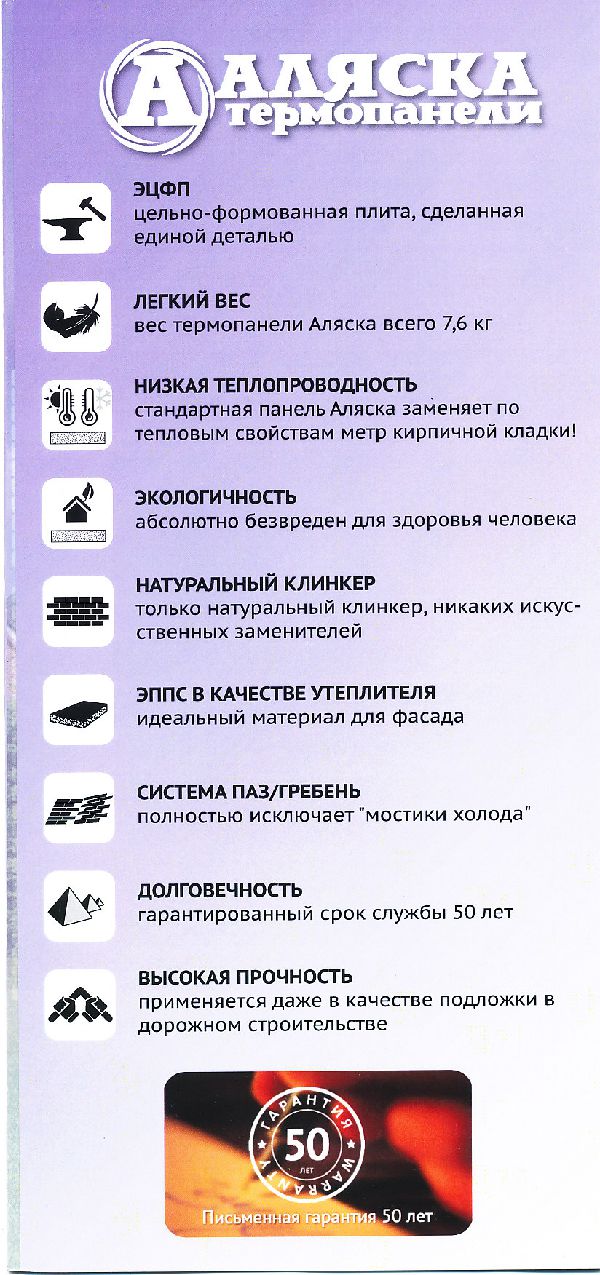 А АЛЯСКА
термопанели
ЭЦФП
цельно-формованная плита, сделанная
единой деталью
ЛЕГКИЙ ВЕС
вес термопанели Аляска всего 7,6 кг
НИЗКАЯ ТЕПЛОПРОВОДНОСТЬ
стандартная панель Аляска заменяет по
тепловым свойствам метр кирпичной кладки!
ЭКОЛОГИЧНОСТЬ
абсолютно безвреден для здоровья человека
НАТУРАЛЬНЫЙ КЛИНКЕР
только натуральный клинкер, никаких искус-
ственных заменителей
ЭППС В КАЧЕСТВЕ УТЕПЛИТЕЛЯ
идеальный материал для фасада
СИСТЕМА ПАЗ/ГРЕБЕНЬ
полностью исключает "мостики холода"
ДОЛГОВЕЧНОСТЬ
гарантированный срок службы 50 лет
ВЫСОКАЯ ПРОЧНОСТЬ
применяется даже в качестве подложки в
дорожном строительстве
ГАРАНТИЯ
50
ЛЕТ
WARRANTY
Письменная гарантия 50 лет